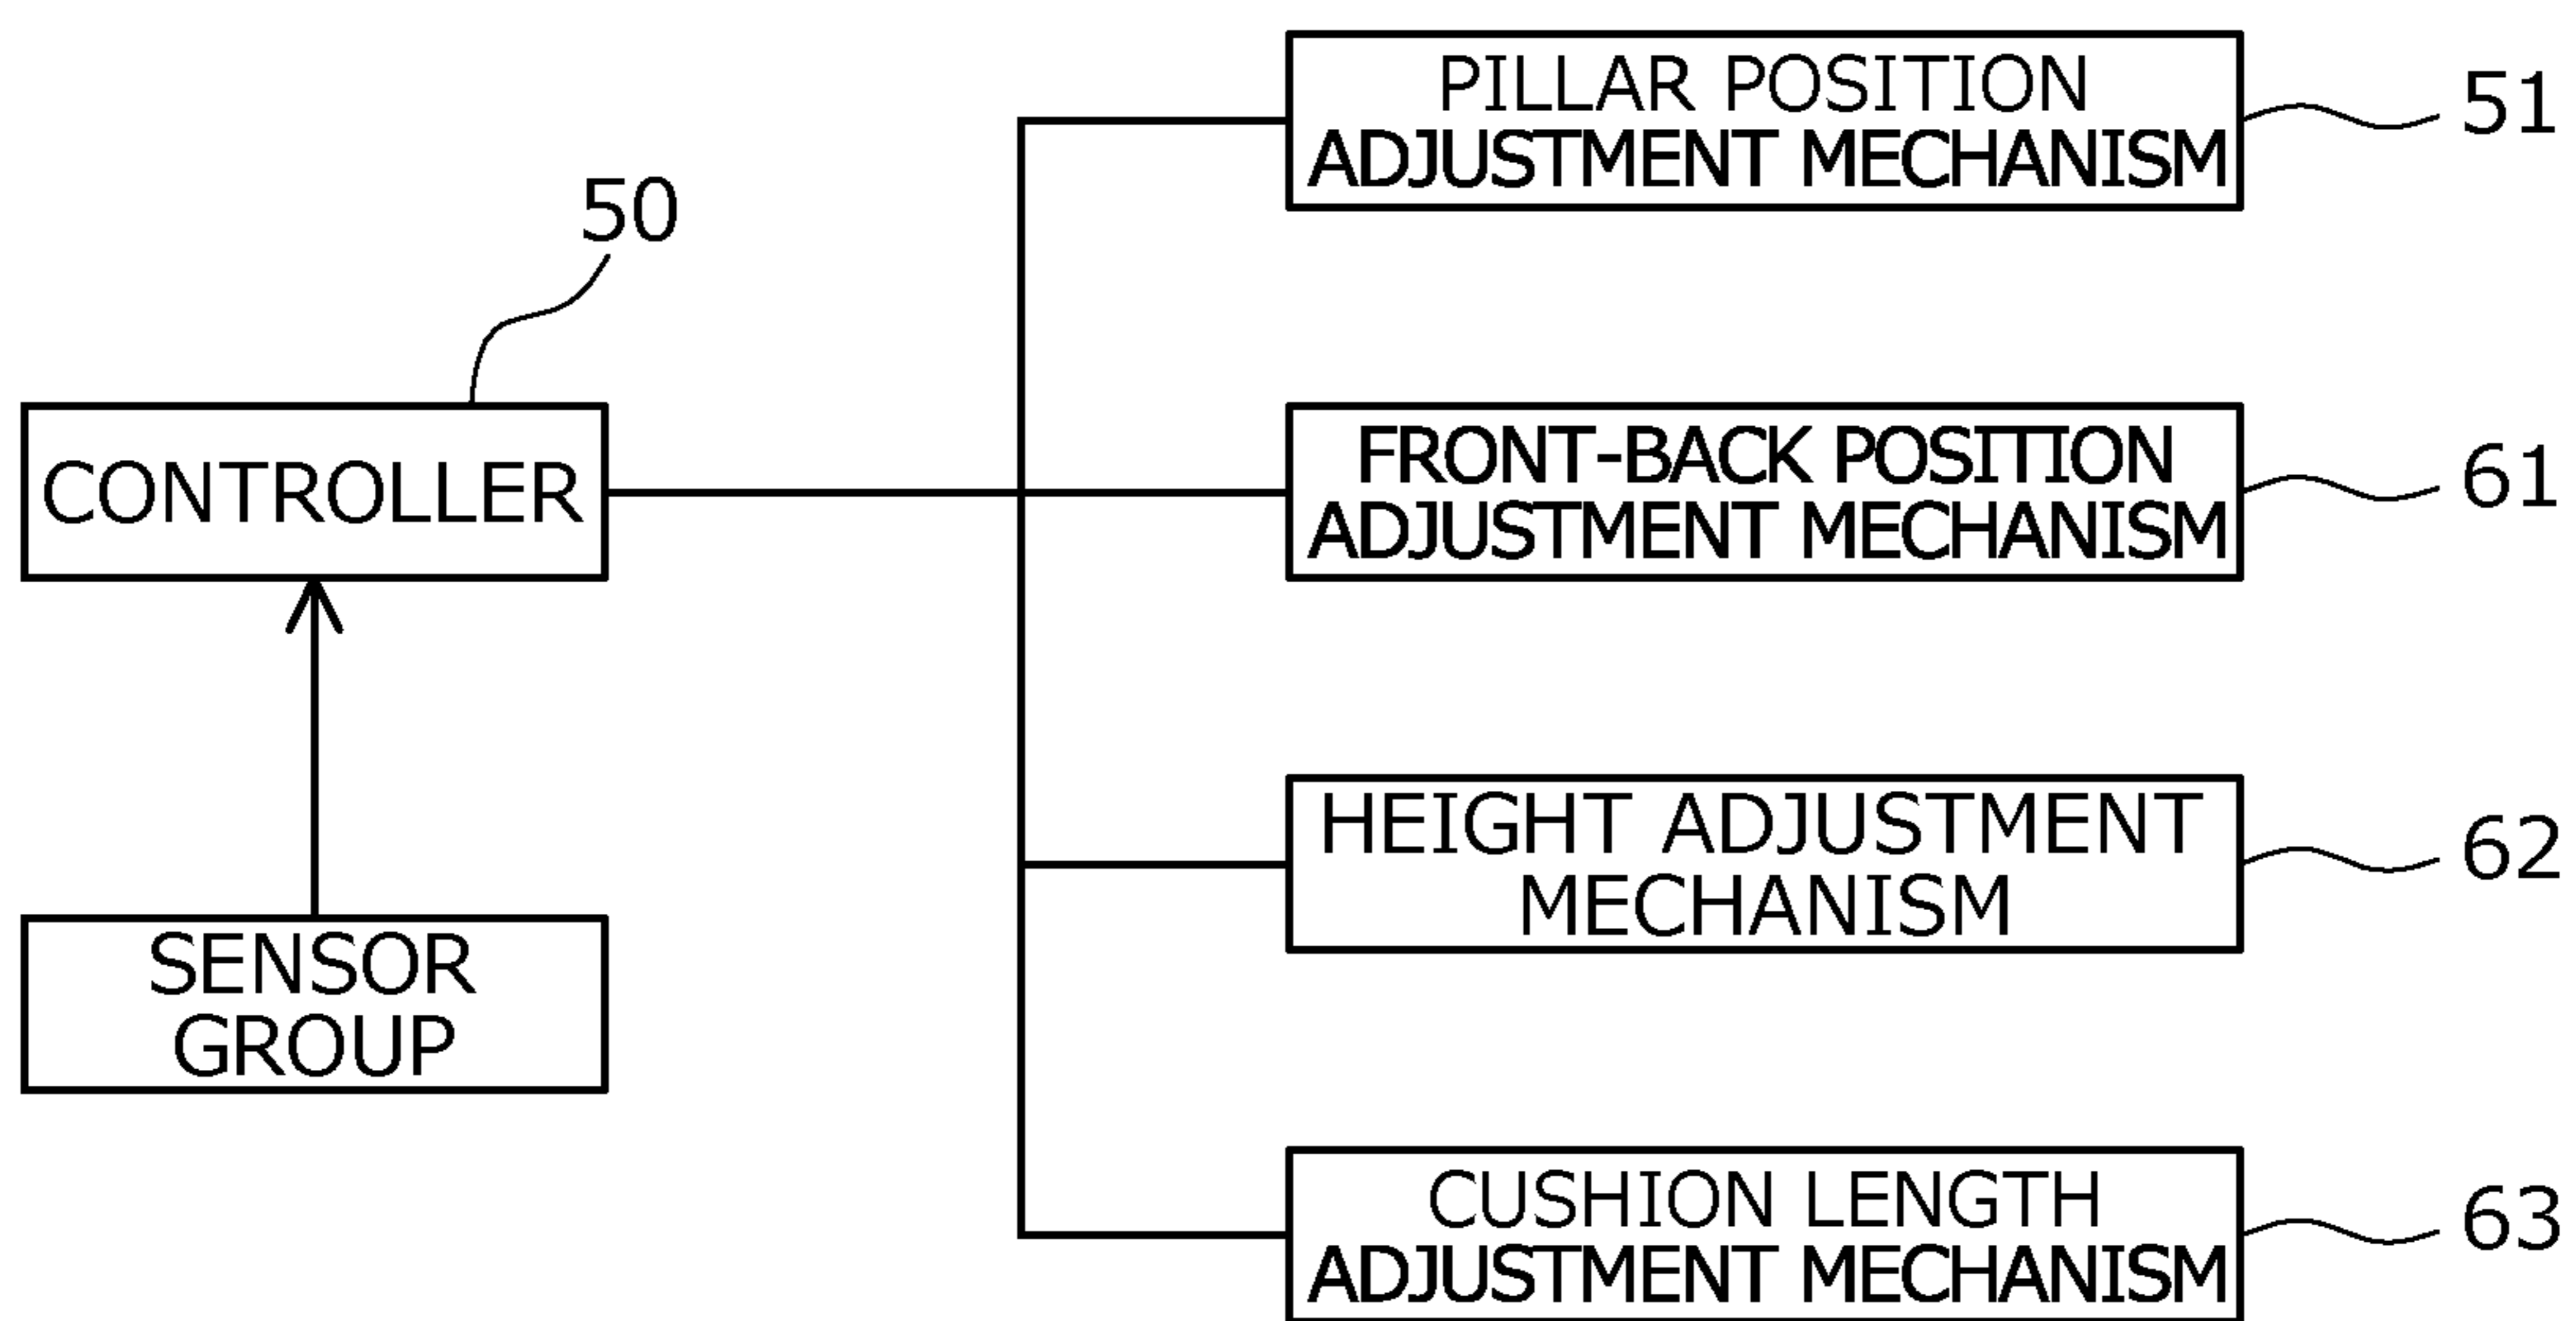 PILLAR POSITION
ADJUSTMENT MECHANISM
51
50
CONTROLLER
FRONT-BACK POSITION
ADJUSTMENT MECHANISM
61
HEIGHT ADJUSTMENT
MECHANISM
62
SENSOR
GROUP
CUSHION LENGTH
ADJUSTMENT MECHANISM
63